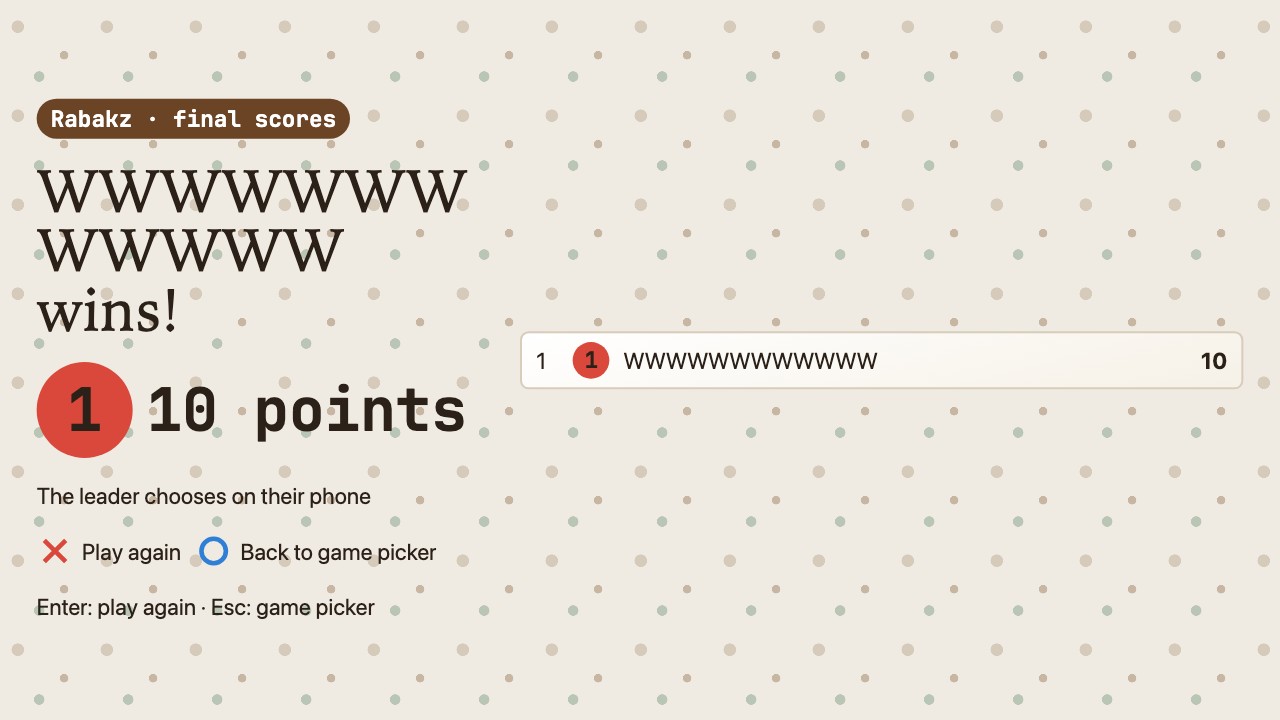 Rabakz · final scores
WWWWWWW
WWWWW
wins!
1 10 points
The leader chooses on their phone
Play again Back to game picker
Enter: play again · Esc: game picker
1 1 WWWWWWWWWWWW 10